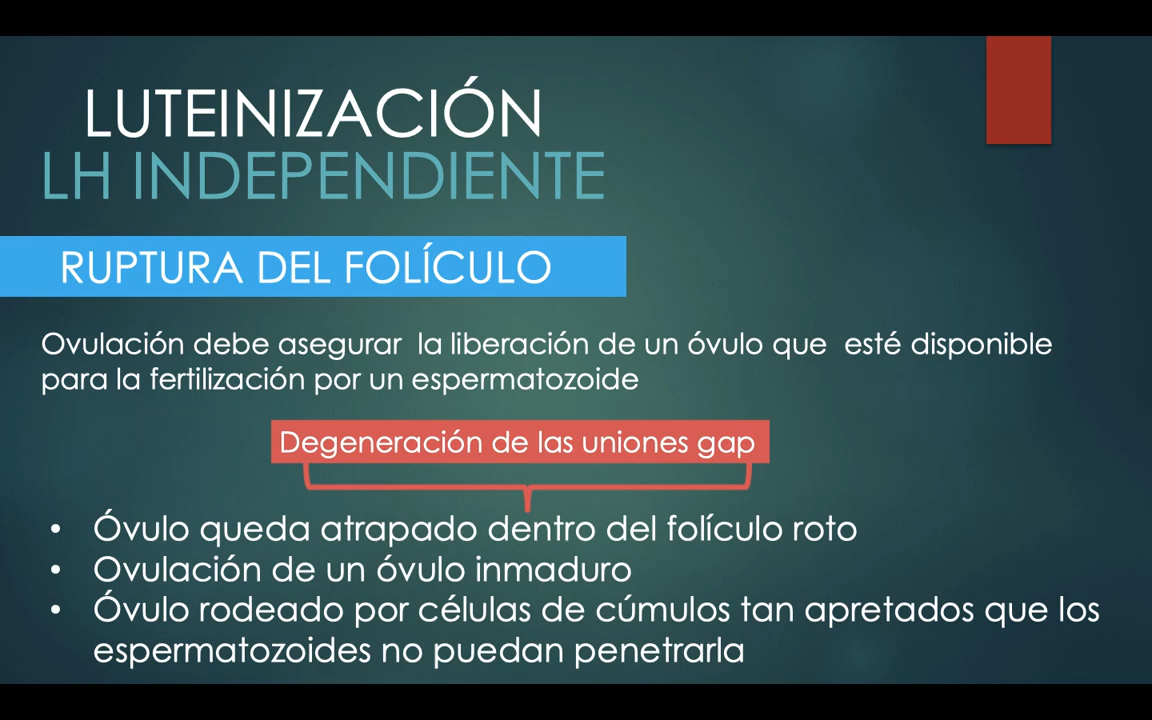 LUTEINIZACIÓN
LH INDEPENDIENTE
RUPTURA DEL FOLÍCULO
Ovulación debe asegurar la liberación de un óvulo que esté disponible
para la fertilización por un espermatozoide
Degeneración de las uniones gap
• Óvulo queda atrapado dentro del folículo roto
• Ovulación de un óvulo inmaduro
• Óvulo rodeado por células de cúmulos tan apretados que los
espermatozoides no puedan penetrarla